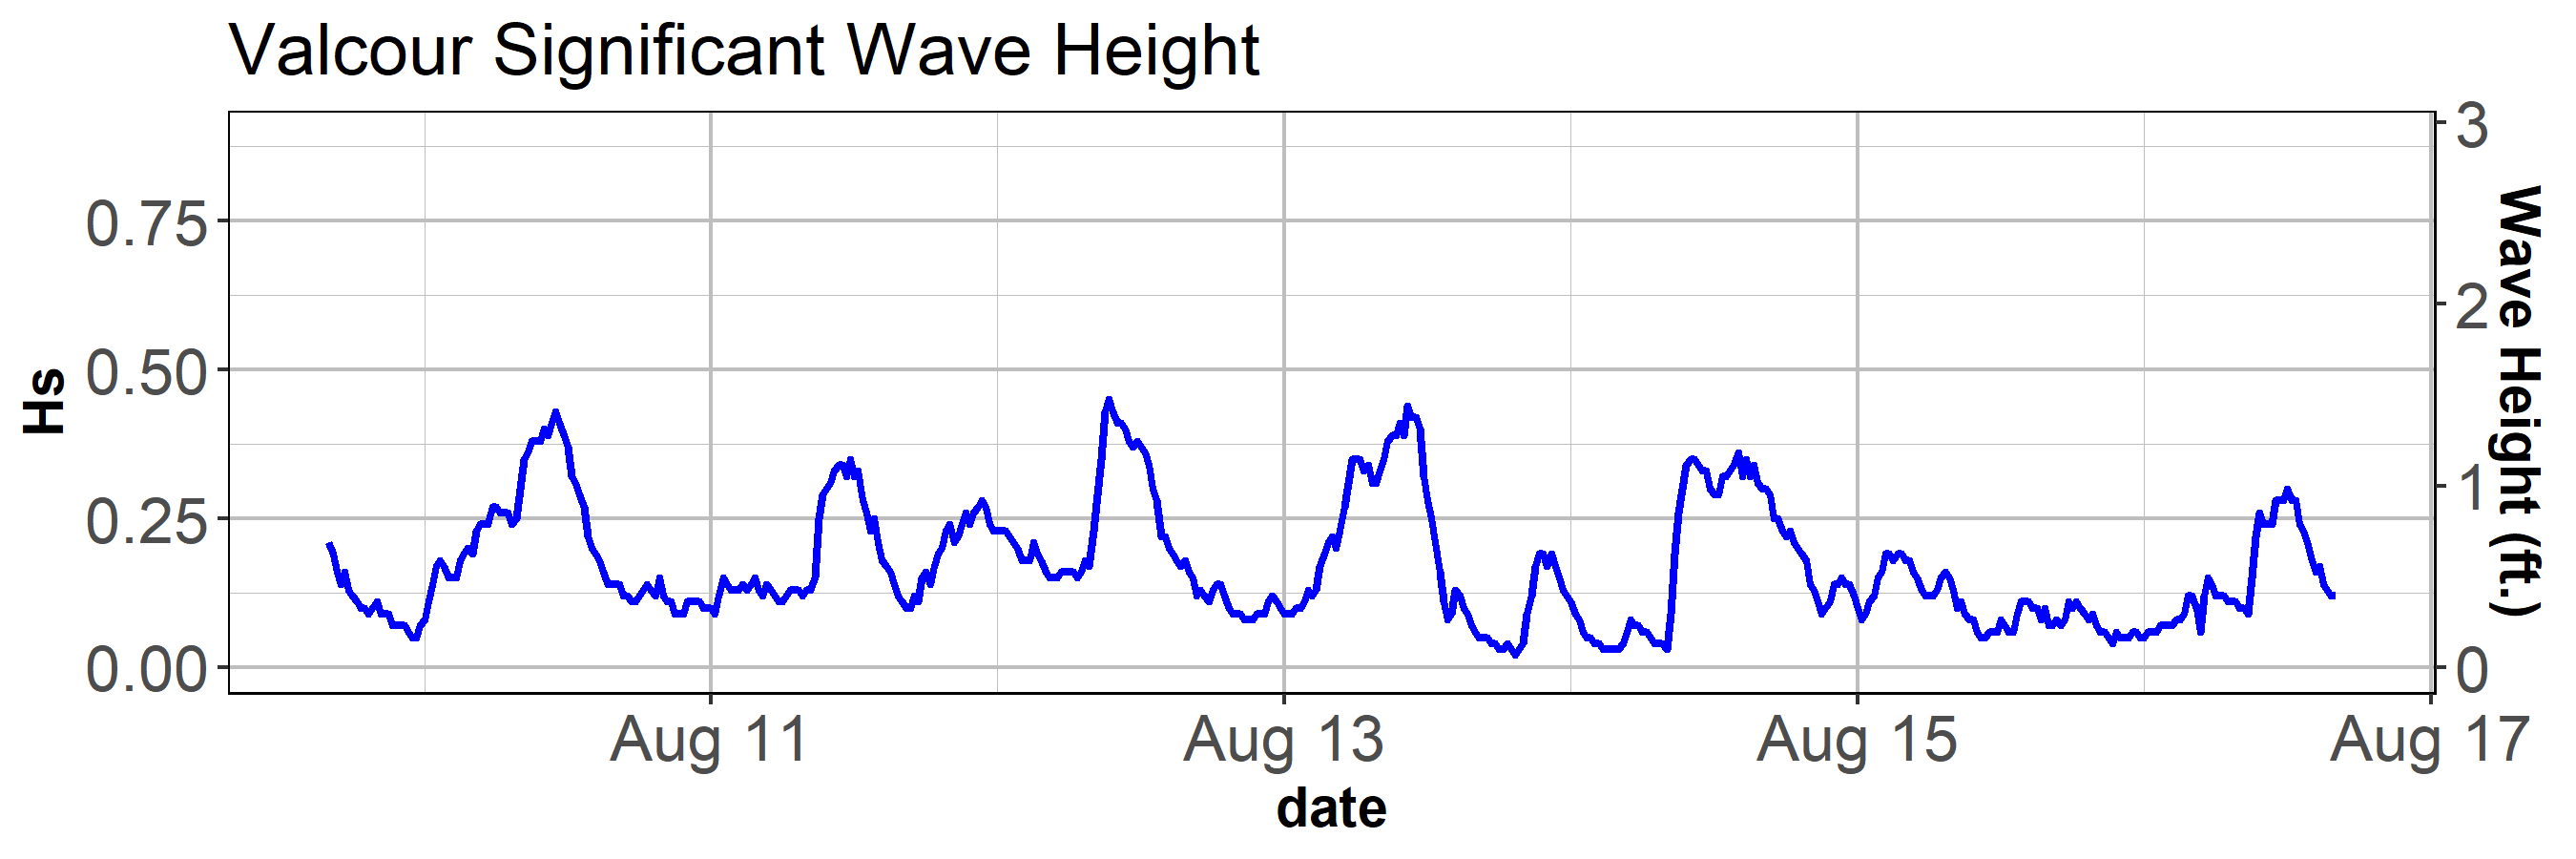 Valcour Significant Wave Height
Hs
0.75
0.50
0.25
0.00
3
2
1
0
Wave Height (ft.)
Aug 11
Aug 13
Aug 15
Aug 17
date